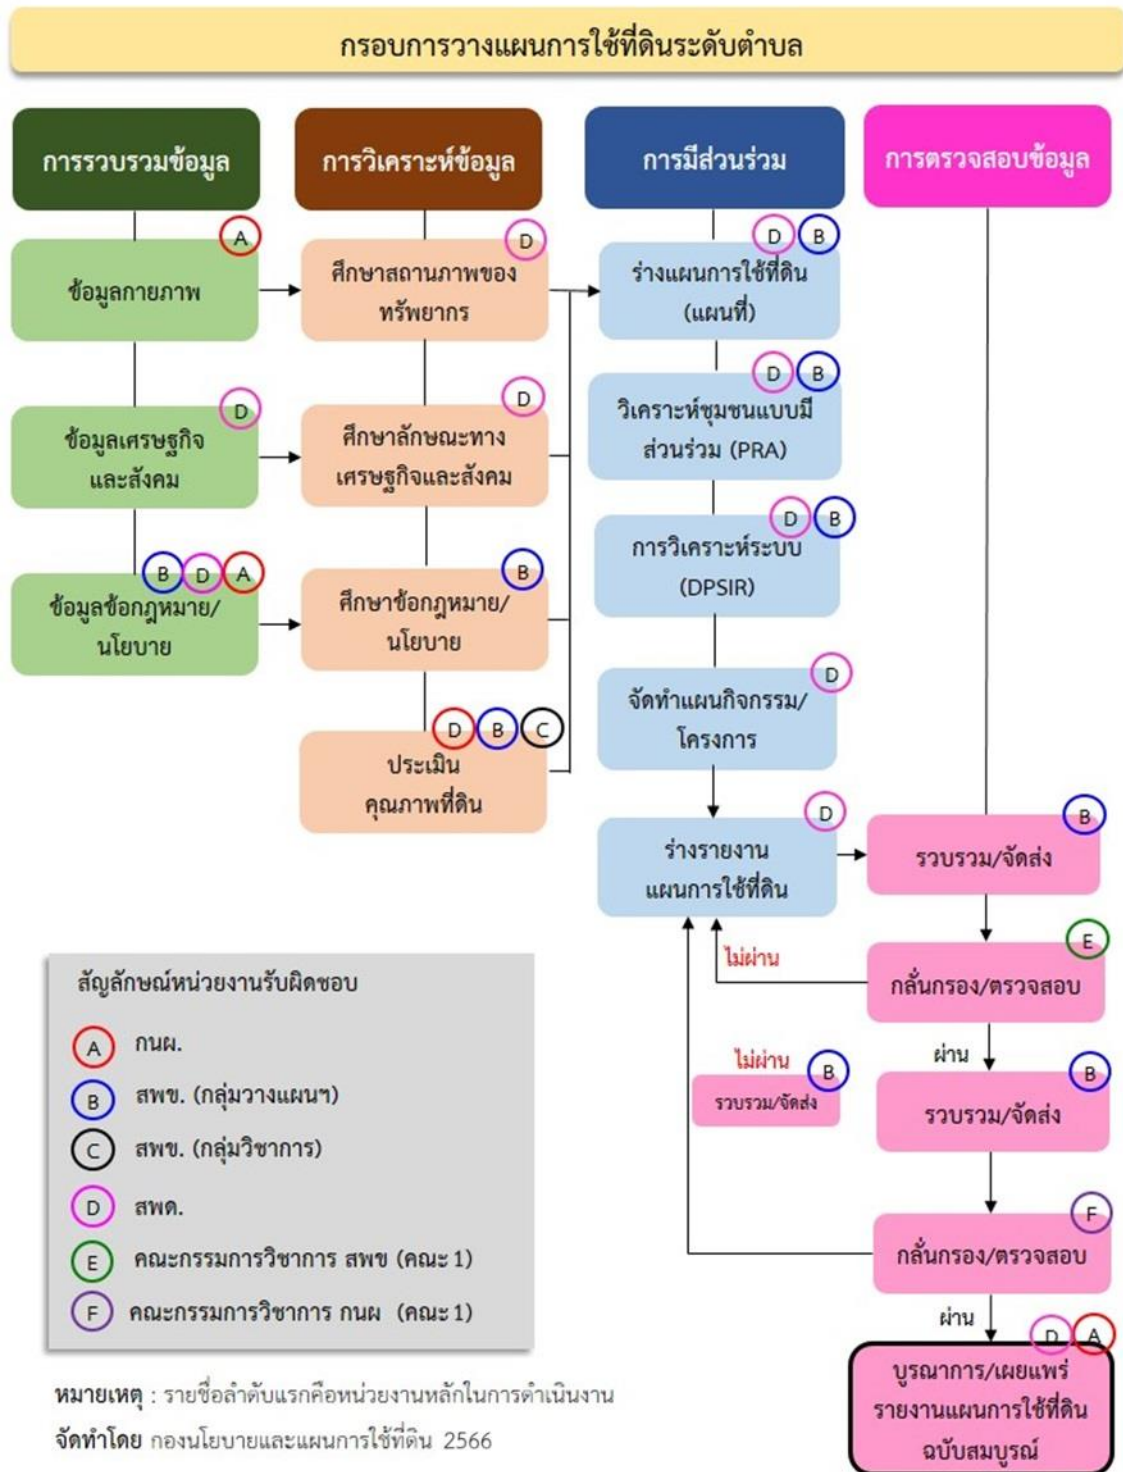 กรอบการวางแผนการใช้ที่ดินระดับตำบล
การรวบรวมข้อมูล
การวิเคราะห์ข้อมูล
การมีส่วนร่วม
การตรวจสอบข้อมูล
A
ข้อมูลกายภาพ
D
ข้อมูลเศรษฐกิจ
และสังคม
B D A
ข้อมูลข้อกฎหมาย/
นโยบาย
D
ศึกษาสถานภาพของ
ทรัพยากร
D
ศึกษาลักษณะทาง
เศรษฐกิจและสังคม
B
ศึกษาข้อกฎหมาย/
นโยบาย
D B C
ประเมิน
คุณภาพที่ดิน
D B
ร่างแผนการใช้ที่ดิน
(แผนที่)
D B
วิเคราะห์ชุมชนแบบมี
ส่วนร่วม (PRA)
D B
การวิเคราะห์ระบบ
(DPSIR)
D
จัดทำแผนกิจกรรม/
โครงการ
D
ร่างรายงาน
แผนการใช้ที่ดิน
B
รวบรวม/จัดส่ง
E
ไม่ผ่าน
กลั่นกรอง/ตรวจสอบ
ผ่าน
ไม่ผ่าน
B
รวบรวม/จัดส่ง
B
รวบรวม/จัดส่ง
F
กลั่นกรอง/ตรวจสอบ
ผ่าน
D A
บูรณาการ/เผยแพร่
รายงานแผนการใช้ที่ดิน
ฉบับสมบูรณ์
สัญลักษณ์หน่วยงานรับผิดชอบ
A กนผ.
B สพข. (กลุ่มวางแผนฯ)
C สพข. (กลุ่มวิชาการ)
D สพด.
E คณะกรรมการวิชาการ สพข (คณะ 1)
F คณะกรรมการวิชาการ กนผ (คณะ 1)
หมายเหตุ : รายชื่อลำดับแรกคือหน่วยงานหลักในการดำเนินงาน
จัดทำโดย กองนโยบายและแผนการใช้ที่ดิน 2566